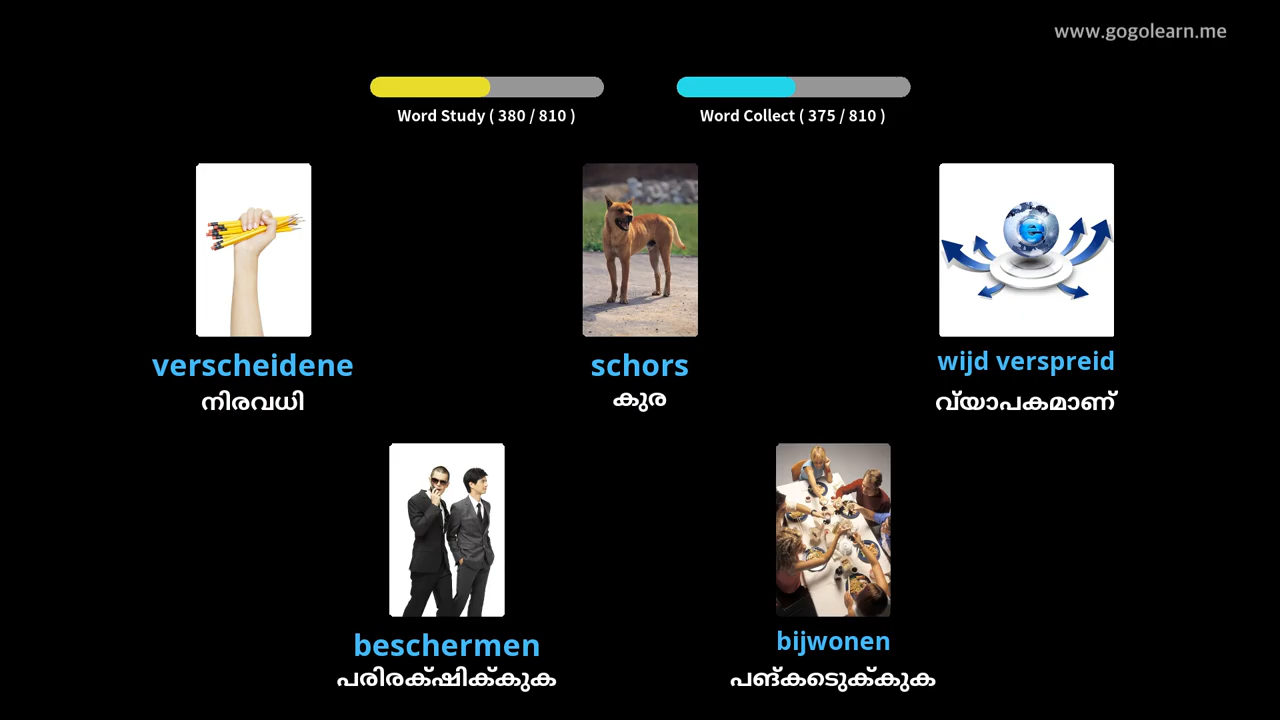 www.gogolearn.me
Word Study ( 380 / 810 )
Word Collect ( 375 / 810 )
verscheidene
നിരവധി
schors
കുര
wijd verspreid
വ്യാപകമാണ്
beschermen
പരിരക്ഷിക്കുക
bijwonen
പങ്കെടുക്കുക